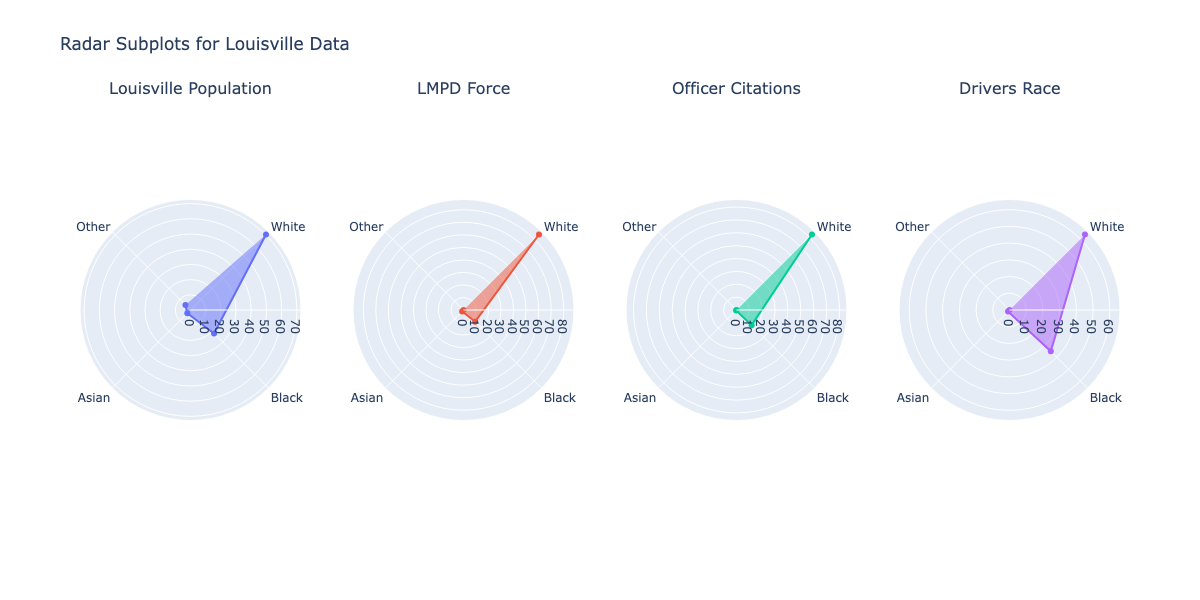 Radar Subplots for Louisville Data
Louisville Population
LMPD Force
Officer Citations
Drivers Race
Other
White
0
10
20
30
40
50
60
70
Asian
Black
Other
White
0
10
20
30
40
50
60
70
80
Asian
Black
Other
White
0
10
20
30
40
50
60
70
80
Asian
Black
Other
White
0
10
20
30
40
50
60
Asian
Black